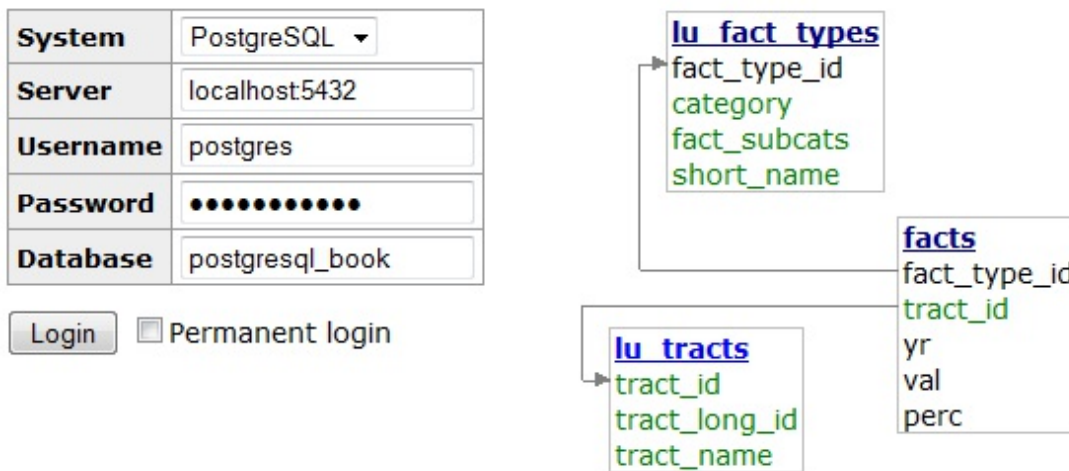 System PostgreSQL
Server localhost:5432
Username postgres
Password •••••••••••
Database postgresql_book
Login Permanent login
lu_fact_types
fact_type_id
category
fact_subcats
short_name
facts
fact_type_id
tract_id
yr
val
perc
lu_tracts
tract_id
tract_long_id
tract_name